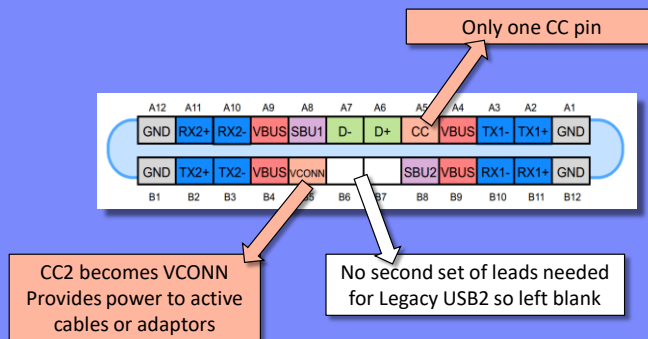 Only one CC pin
A12 A11 A10 A9 A8 A7 A6 A5 A4 A3 A2 A1
GND RX2+ RX2- VBUS SBU1 D- D+ CC VBUS TX1- TX1+ GND
GND TX2+ TX2- VBUS VCONN SBU2 VBUS RX1- RX1+ GND
B1 B2 B3 B4 B5 B6 B7 B8 B9 B10 B11 B12
CC2 becomes VCONN
Provides power to active
cables or adaptors
No second set of leads needed
for Legacy USB2 so left blank